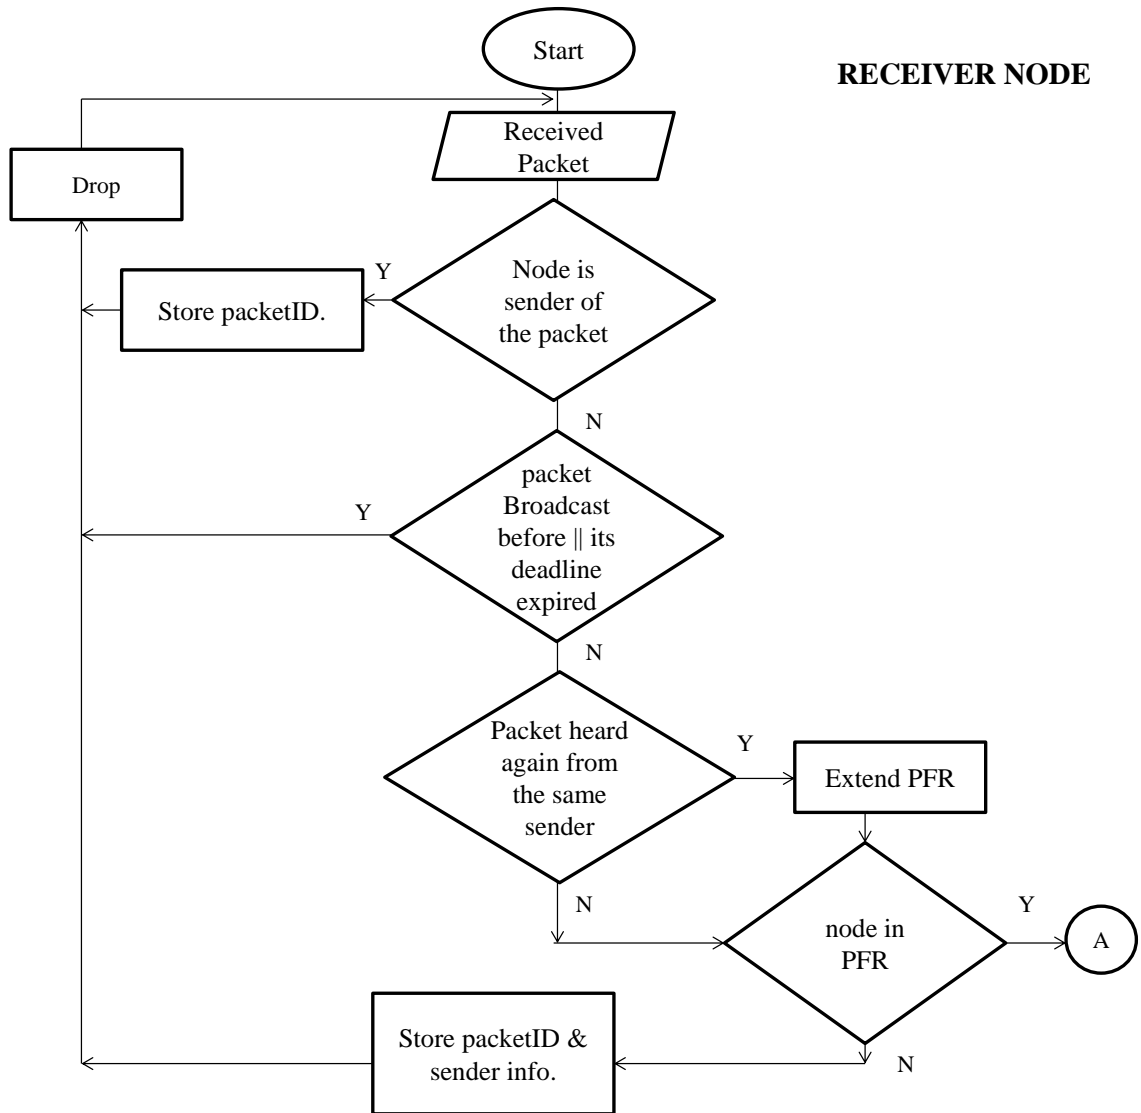 Start
RECEIVER NODE
Received
Packet
Drop
Node is
sender of
the packet
Y
Store packetID.
N
packet
Broadcast
before || its
deadline
expired
Y
N
Packet heard
again from
the same
sender
Y
Extend PFR
N
node in
PFR
Y
A
N
Store packetID &
sender info.